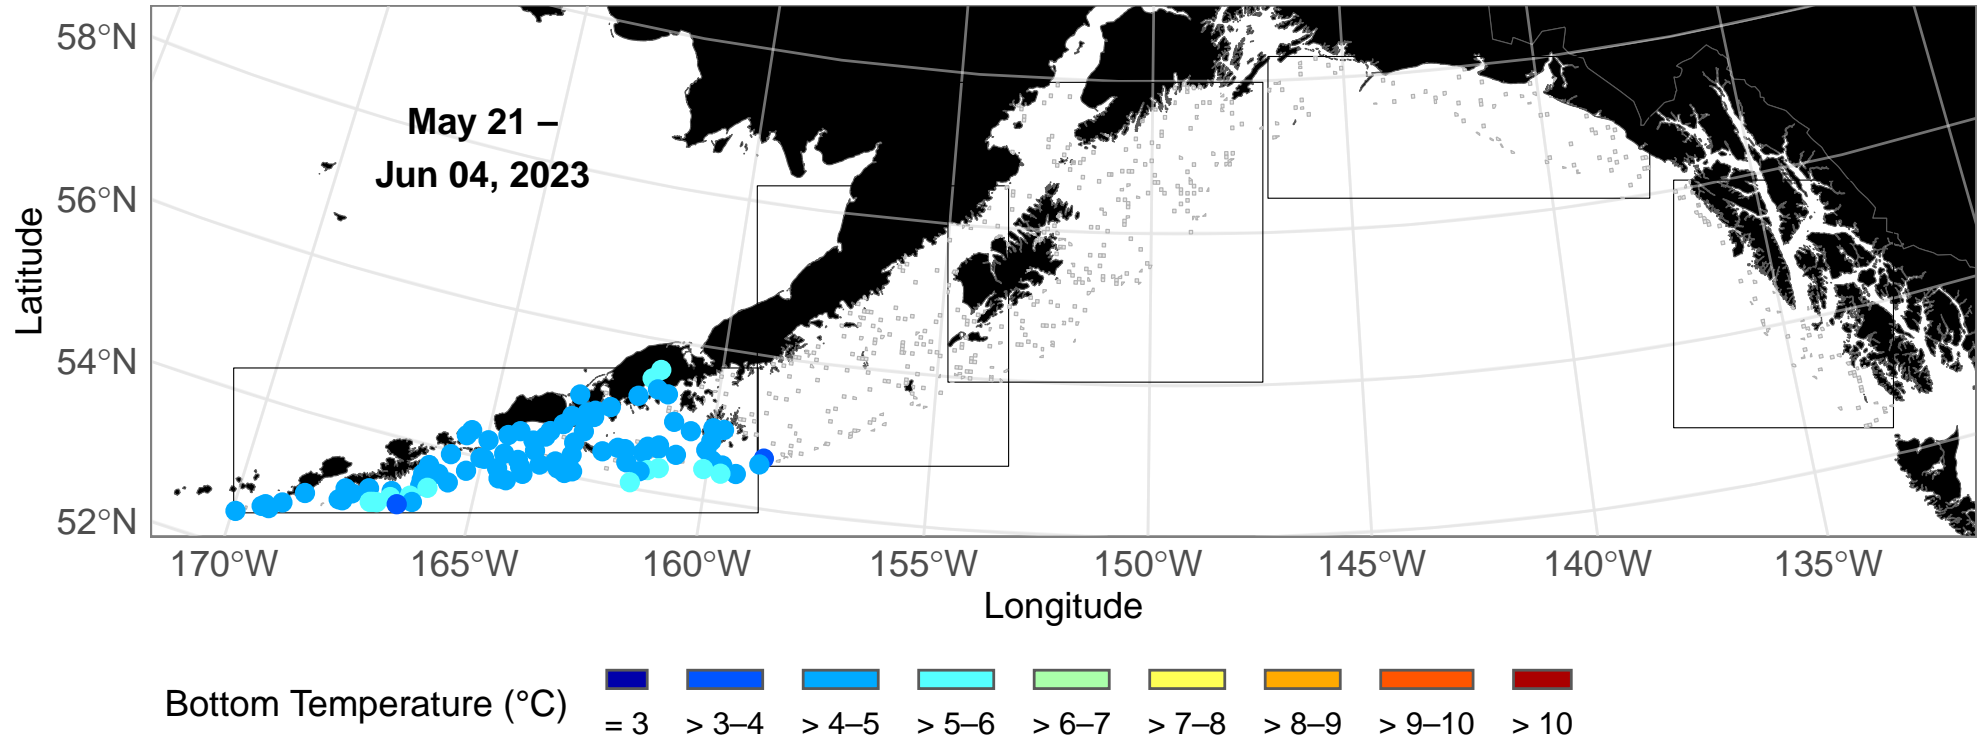 58°N
56°N
54°N
52°N
Latitude
May 21 –
Jun 04, 2023
170°W 165°W 160°W 155°W 150°W 145°W 140°W 135°W
Longitude
Bottom Temperature (°C)
= 3 > 3–4 > 4–5 > 5–6 > 6–7 > 7–8 > 8–9 > 9–10 > 10